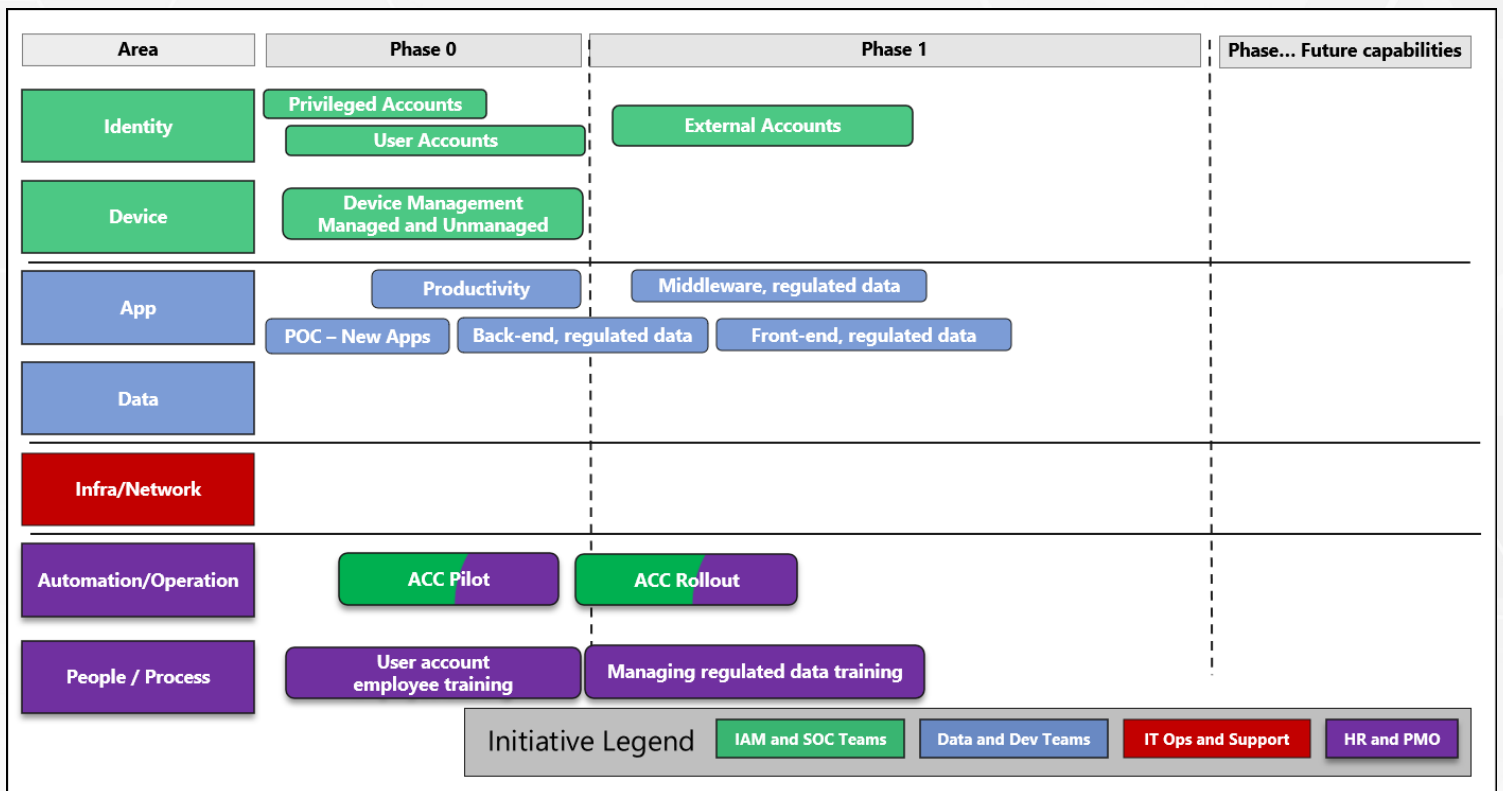 Area
Phase 0
Phase 1
Phase... Future capabilities
Identity
Privileged Accounts
User Accounts
External Accounts
Device
Device Management
Managed and Unmanaged
App
Productivity
Middleware, regulated data
POC – New Apps
Back-end, regulated data
Front-end, regulated data
Data
Infra/Network
Automation/Operation
ACC Pilot
ACC Rollout
People / Process
User account
employee training
Managing regulated data training
Initiative Legend
IAM and SOC Teams
Data and Dev Teams
IT Ops and Support
HR and PMO